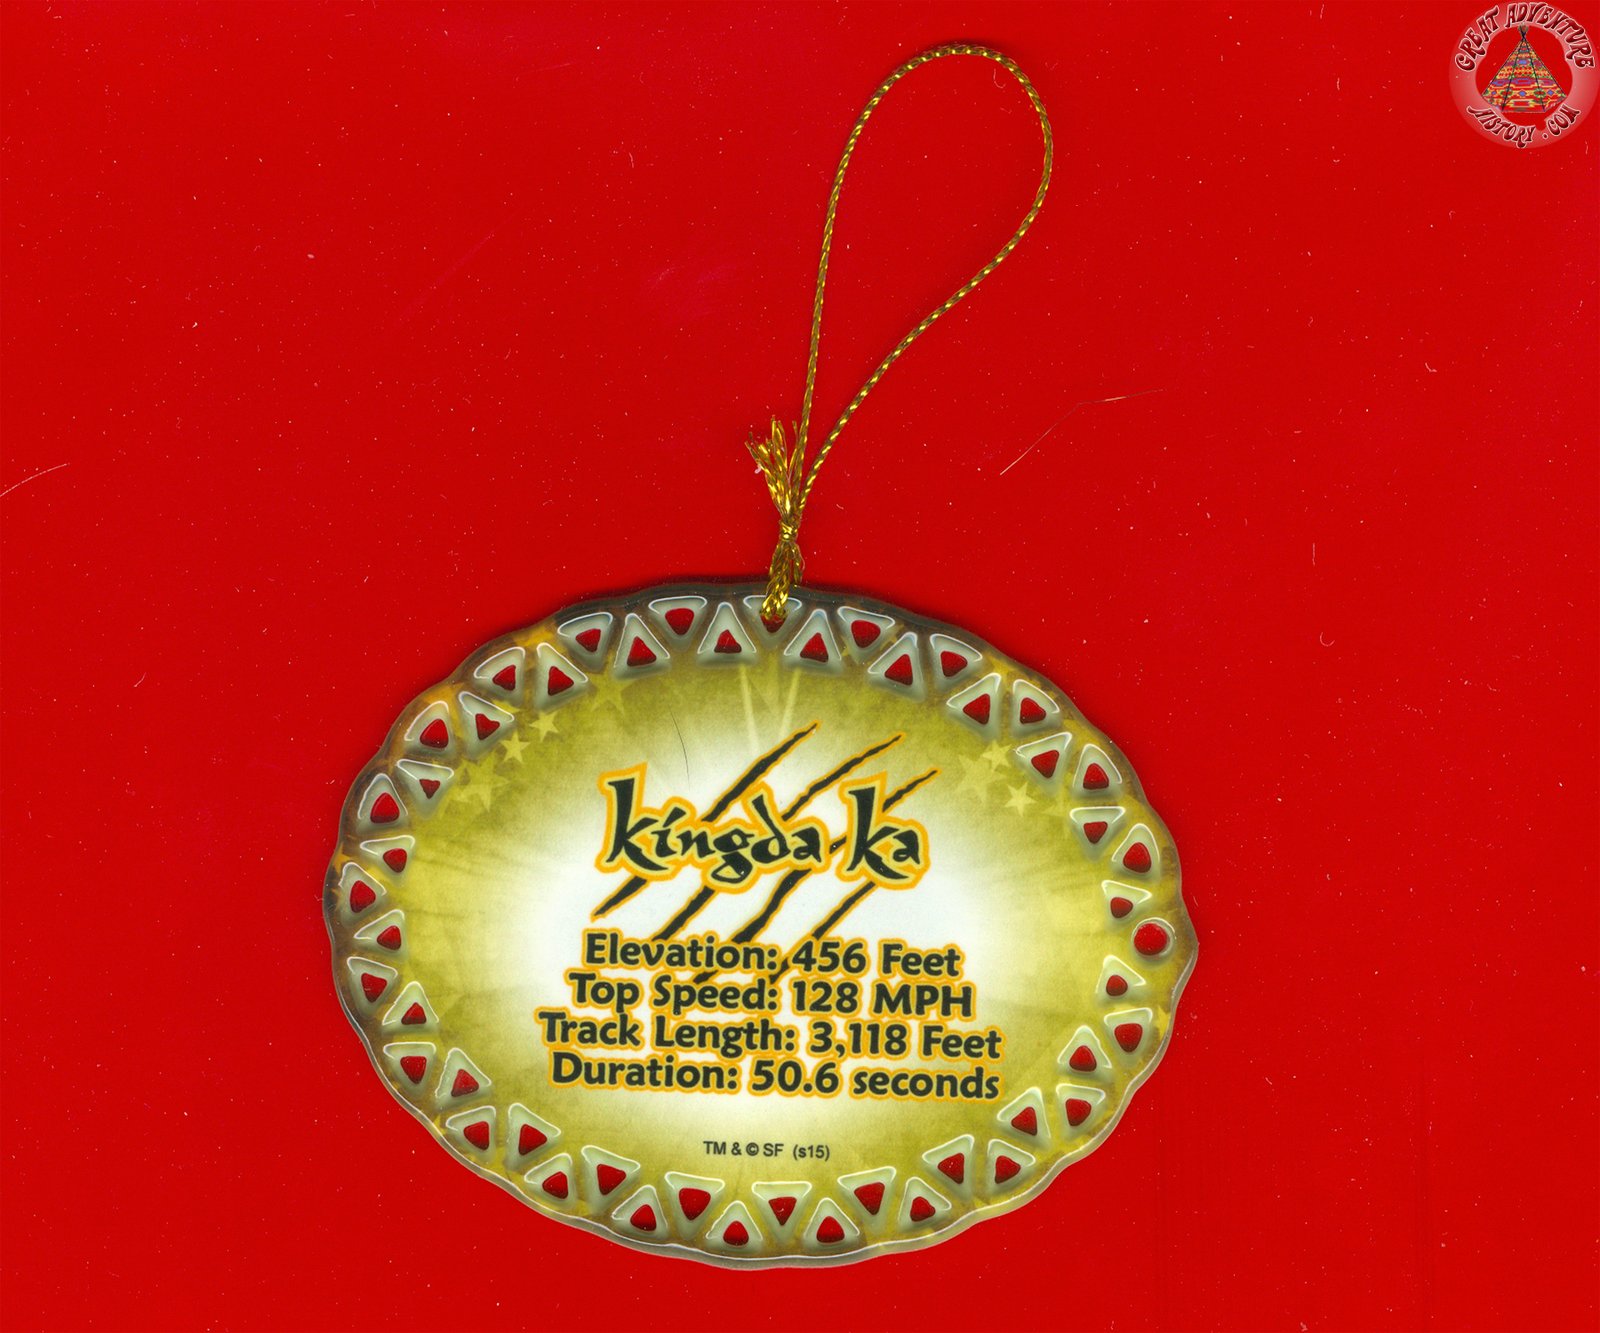 GREAT ADVENTURE
HISTORY.COM
kingda ka
Elevation: 456 Feet
Top Speed: 128 MPH
Track Length: 3,118 Feet
Duration: 50.6 seconds
TM & © SF (s15)